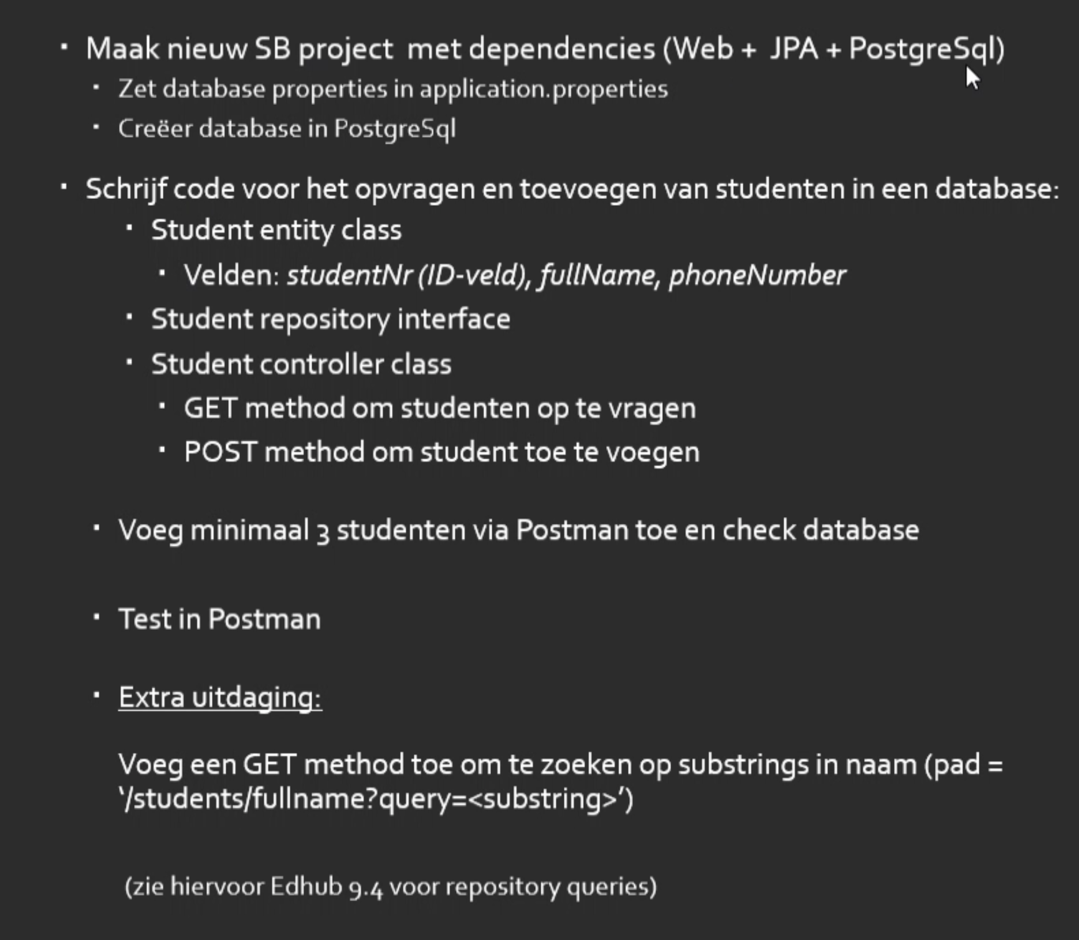 Maak nieuw SB project met dependencies (Web + JPA + PostgreSql)
Zet database properties in application.properties
Creëer database in PostgreSql
Schrijf code voor het opvragen en toevoegen van studenten in een database:
Student entity class
Velden: studentNr (ID-veld), fullName, phoneNumber
Student repository interface
Student controller class
GET method om studenten op te vragen
POST method om student toe te voegen
Voeg minimaal 3 studenten via Postman toe en check database
Test in Postman
Extra uitdaging:
Voeg een GET method toe om te zoeken op substrings in naam (pad =
‘/students/fullname?query=<substring>’)
(zie hiervoor Edhub 9.4 voor repository queries)